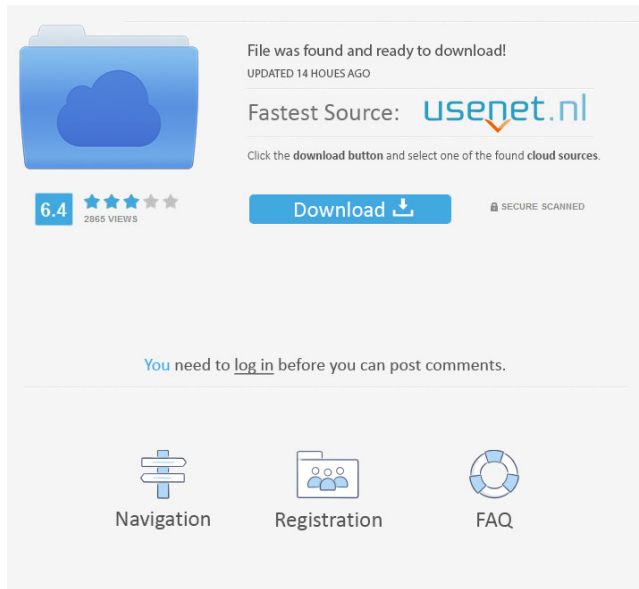 File was found and ready to download!
UPDATED 14 HOUES AGO
Fastest Source: usenet.nl
Click the download button and select one of the found cloud sources.
6.4
2865 VIEWS
Download
SECURE SCANNED
You need to log in before you can post comments.
Navigation
Registration
FAQ